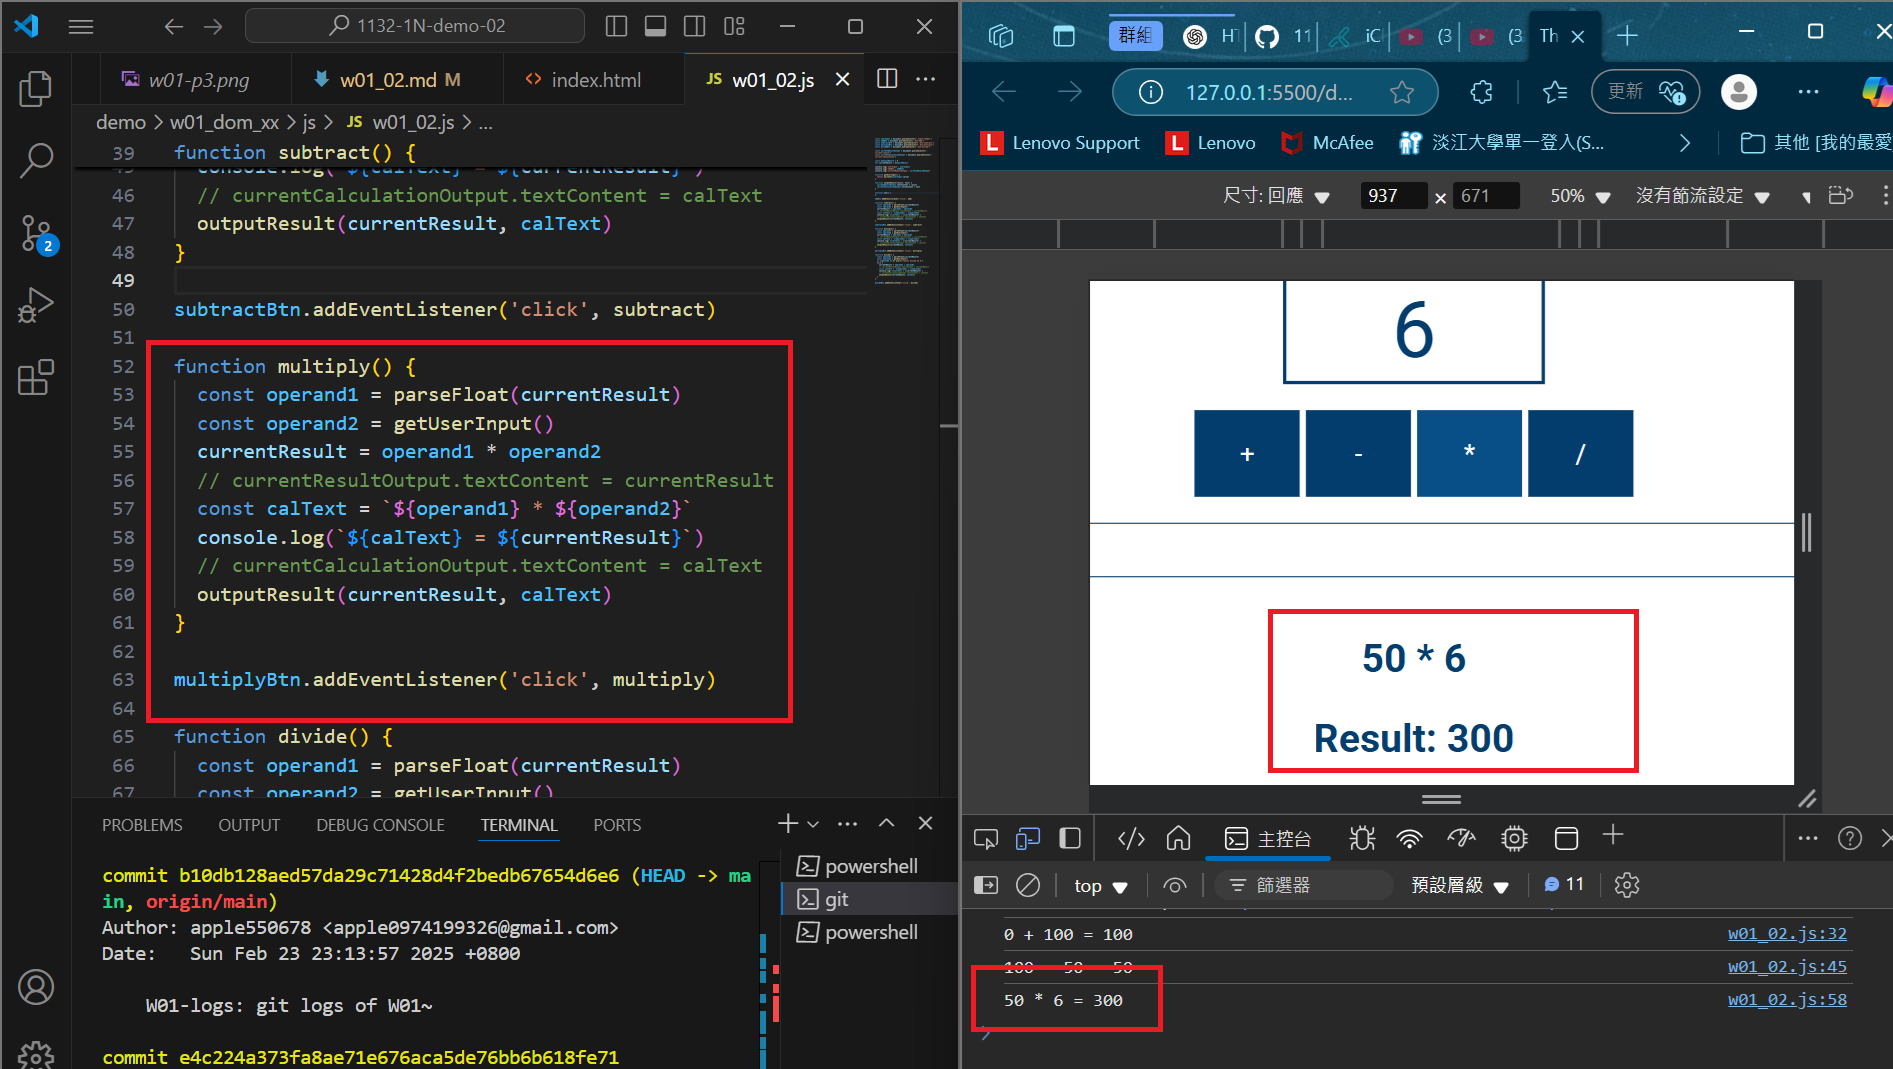 1132-1N-demo-02
w01-p3.png
w01_02.md M
<> index.html
JS w01_02.js
demo > w01_dom_xx > js > JS w01_02.js > ...
39 function subtract() {
46 // currentCalculationOutput.textContent = calText
47 outputResult(currentResult, calText)
48 }
49
50 subtractBtn.addEventListener('click', subtract)
51
52 function multiply() {
53 const operand1 = parseFloat(currentResult)
54 const operand2 = getUserInput()
55 currentResult = operand1 * operand2
56 // currentResultOutput.textContent = currentResult
57 const calText = `${operand1} * ${operand2}`
58 console.log(`${calText} = ${currentResult}`)
59 // currentCalculationOutput.textContent = calText
60 outputResult(currentResult, calText)
61 }
62
63 multiplyBtn.addEventListener('click', multiply)
64
65 function divide() {
66 const operand1 = parseFloat(currentResult)
67 const operand2 = getUserInput()
2
PROBLEMS OUTPUT DEBUG CONSOLE TERMINAL PORTS
commit b10db128aed57da29c71428d4f2bedb67654d6e6 (HEAD -> ma
in, origin/main)
Author: apple550678 <apple0974199326@gmail.com>
Date: Sun Feb 23 23:13:57 2025 +0800
W01-logs: git logs of W01~
commit e4c224a373fa8ae71e676aca5de76bb6b618fe71
powershell
git
powershell
群組
11
iC
(3
(3
Th
127.0.0.1:5500/d...
更新
L Lenovo Support
L Lenovo
McAfee
淡江大學單一登入(S...
其他 [我的最愛
尺寸: 回應 937 × 671 50% 沒有節流設定
6
+ - * /
50 * 6
Result: 300
主控台
top
篩選器
預設層級
11
0 + 100 = 100 w01_02.js:32
100 - 50 = 50 w01_02.js:45
50 * 6 = 300 w01_02.js:58